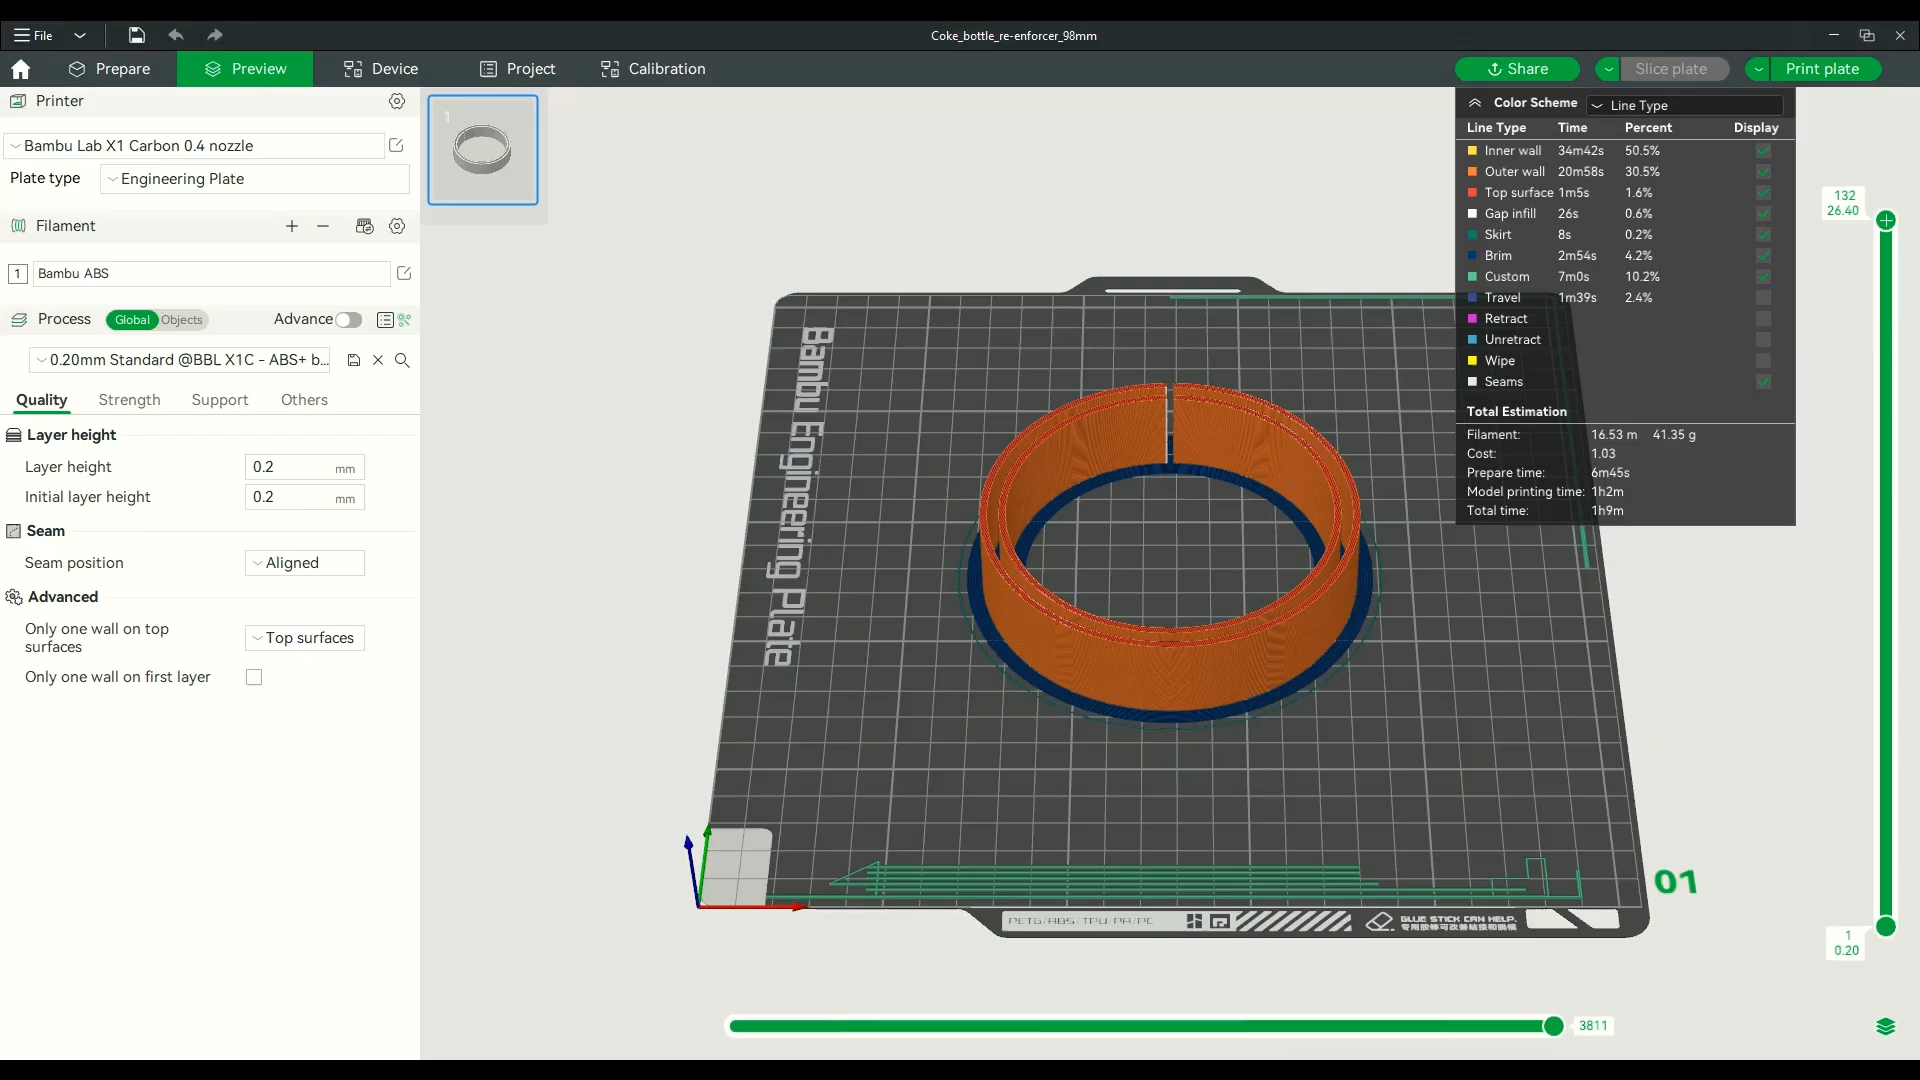 File
Coke_bottle_re-enforcer_98mm
Prepare
Preview
Device
Project
Calibration
Share
Slice plate
Print plate
Printer
Bambu Lab X1 Carbon 0.4 nozzle
Plate type
Engineering Plate
Filament
1
Bambu ABS
Process
Global
Objects
Advance
0.20mm Standard @BBL X1C - ABS+ b...
Quality
Strength
Support
Others
Layer height
Layer height
0.2
mm
Initial layer height
0.2
mm
Seam
Seam position
Aligned
Advanced
Only one wall on top
surfaces
Top surfaces
Only one wall on first layer
1
Color Scheme
Line Type
Line Type Time Percent Display
Inner wall 34m42s 50.5%
Outer wall 20m58s 30.5%
Top surface 1m5s 1.6%
Gap infill 26s 0.6%
Skirt 8s 0.2%
Brim 2m54s 4.2%
Custom 7m0s 10.2%
Travel 1m39s 2.4%
Retract
Unretract
Wipe
Seams
Total Estimation
Filament: 16.53 m 41.35 g
Cost: 1.03
Prepare time: 6m45s
Model printing time: 1h2m
Total time: 1h9m
132
26.40
Bambu Engineering Plate
01
PETG/ABS/TPU/PA/PC
GLUE STICK CAN HELP.
1
0.20
3811